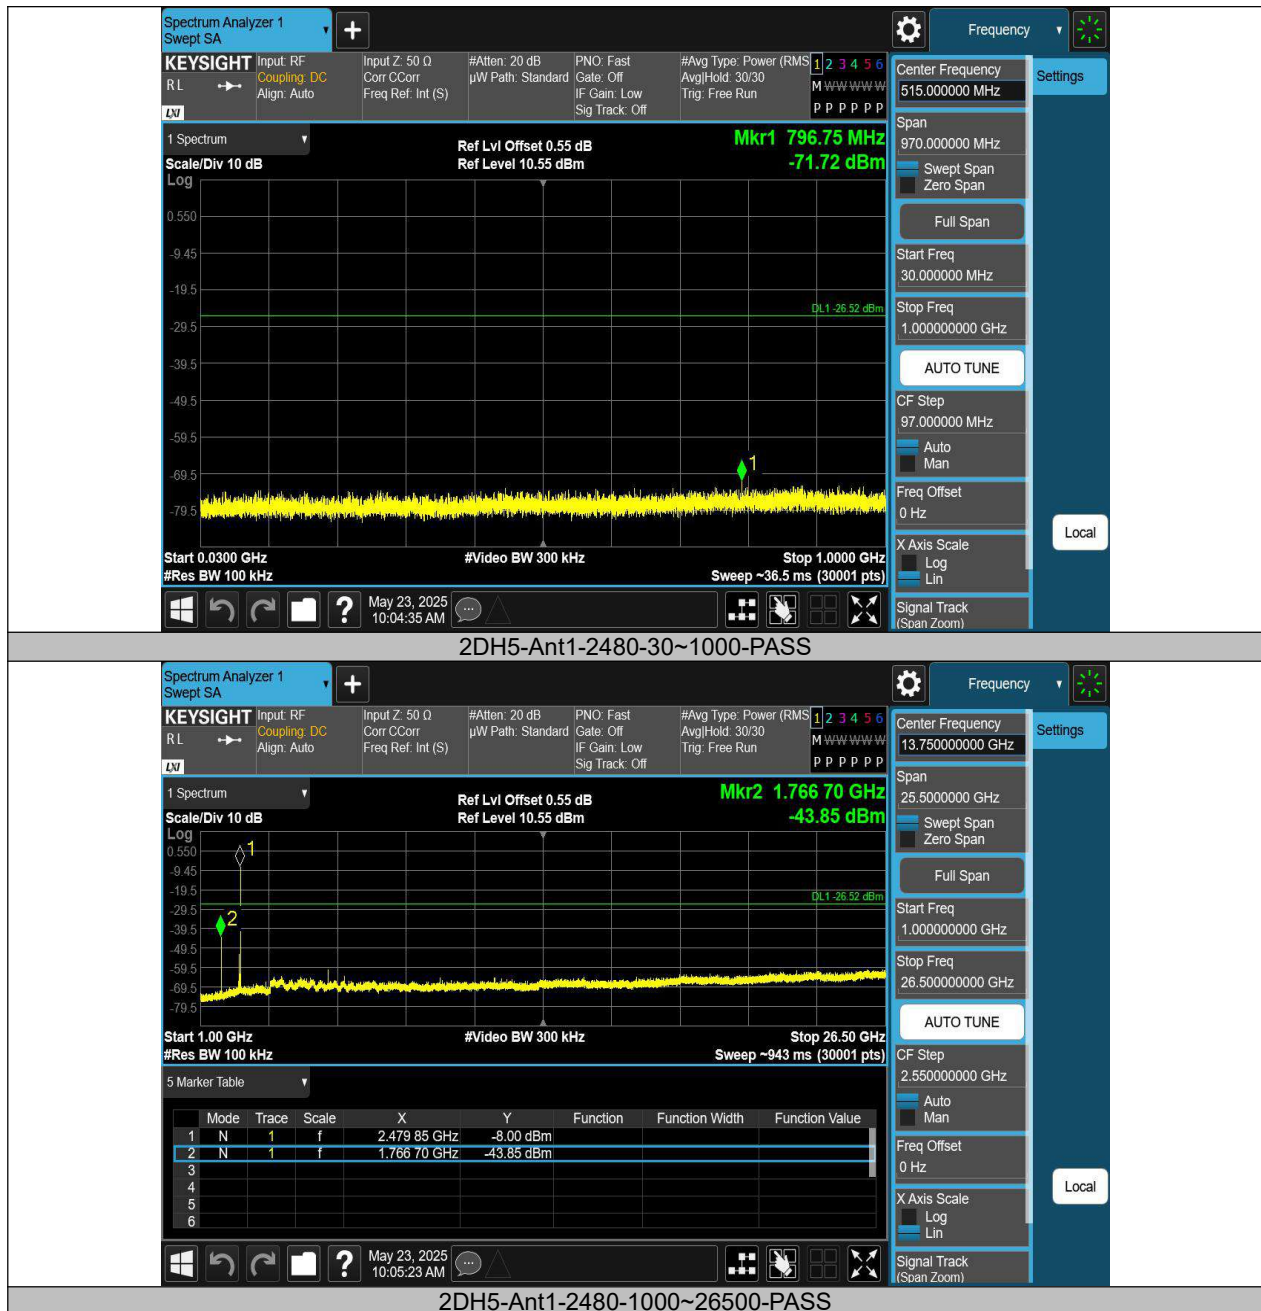 Spectrum Analyzer 1
Swept SA
Frequency
KEYSIGHT
R L
LXI
Input: RF
Coupling: DC
Align: Auto
Input Z: 50 Ω
Corr CCorr
Freq Ref: Int (S)
#Atten: 20 dB
µW Path: Standard
PNO: Fast
Gate: Off
IF Gain: Low
Sig Track: Off
#Avg Type: Power (RMS
Avg|Hold: 30/30
Trig: Free Run
1 2 3 4 5 6
M W W W W W
P P P P P P
1 Spectrum
Scale/Div 10 dB
Ref Lvl Offset 0.55 dB
Ref Level 10.55 dBm
Mkr1 796.75 MHz
-71.72 dBm
Log
0.550
-9.45
-19.5
-29.5
-39.5
-49.5
-59.5
-69.5
-79.5
DL1 -26.52 dBm
1
Start 0.0300 GHz
#Res BW 100 kHz
#Video BW 300 kHz
Stop 1.0000 GHz
Sweep ~36.5 ms (30001 pts)
May 23, 2025
10:04:35 AM
Center Frequency
515.000000 MHz
Settings
Span
970.000000 MHz
Swept Span
Zero Span
Full Span
Start Freq
30.000000 MHz
Stop Freq
1.000000000 GHz
AUTO TUNE
CF Step
97.000000 MHz
Auto
Man
Freq Offset
0 Hz
X Axis Scale
Log
Lin
Signal Track
(Span Zoom)
Local
2DH5-Ant1-2480-30~1000-PASS
Spectrum Analyzer 1
Swept SA
Frequency
KEYSIGHT
R L
LXI
Input: RF
Coupling: DC
Align: Auto
Input Z: 50 Ω
Corr CCorr
Freq Ref: Int (S)
#Atten: 20 dB
µW Path: Standard
PNO: Fast
Gate: Off
IF Gain: Low
Sig Track: Off
#Avg Type: Power (RMS
Avg|Hold: 30/30
Trig: Free Run
1 2 3 4 5 6
M W W W W W
P P P P P P
1 Spectrum
Scale/Div 10 dB
Ref Lvl Offset 0.55 dB
Ref Level 10.55 dBm
Mkr2 1.766 70 GHz
-43.85 dBm
Log
0.550
-9.45
-19.5
-29.5
-39.5
-49.5
-59.5
-69.5
-79.5
DL1 -26.52 dBm
1
2
Start 1.00 GHz
#Res BW 100 kHz
#Video BW 300 kHz
Stop 26.50 GHz
Sweep ~943 ms (30001 pts)
5 Marker Table
Mode Trace Scale X Y Function Function Width Function Value
1 N 1 f 2.479 85 GHz -8.00 dBm
2 N 1 f 1.766 70 GHz -43.85 dBm
3
4
5
6
May 23, 2025
10:05:23 AM
Center Frequency
13.750000000 GHz
Settings
Span
25.5000000 GHz
Swept Span
Zero Span
Full Span
Start Freq
1.000000000 GHz
Stop Freq
26.500000000 GHz
AUTO TUNE
CF Step
2.550000000 GHz
Auto
Man
Freq Offset
0 Hz
X Axis Scale
Log
Lin
Signal Track
(Span Zoom)
Local
2DH5-Ant1-2480-1000~26500-PASS